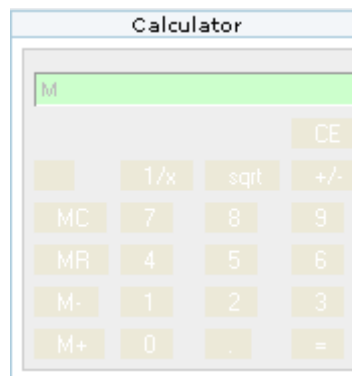 Calculator
M
CE
1/x sqrt +/-
MC 7 8 9
MR 4 5 6
M- 1 2 3
M+ 0 . =